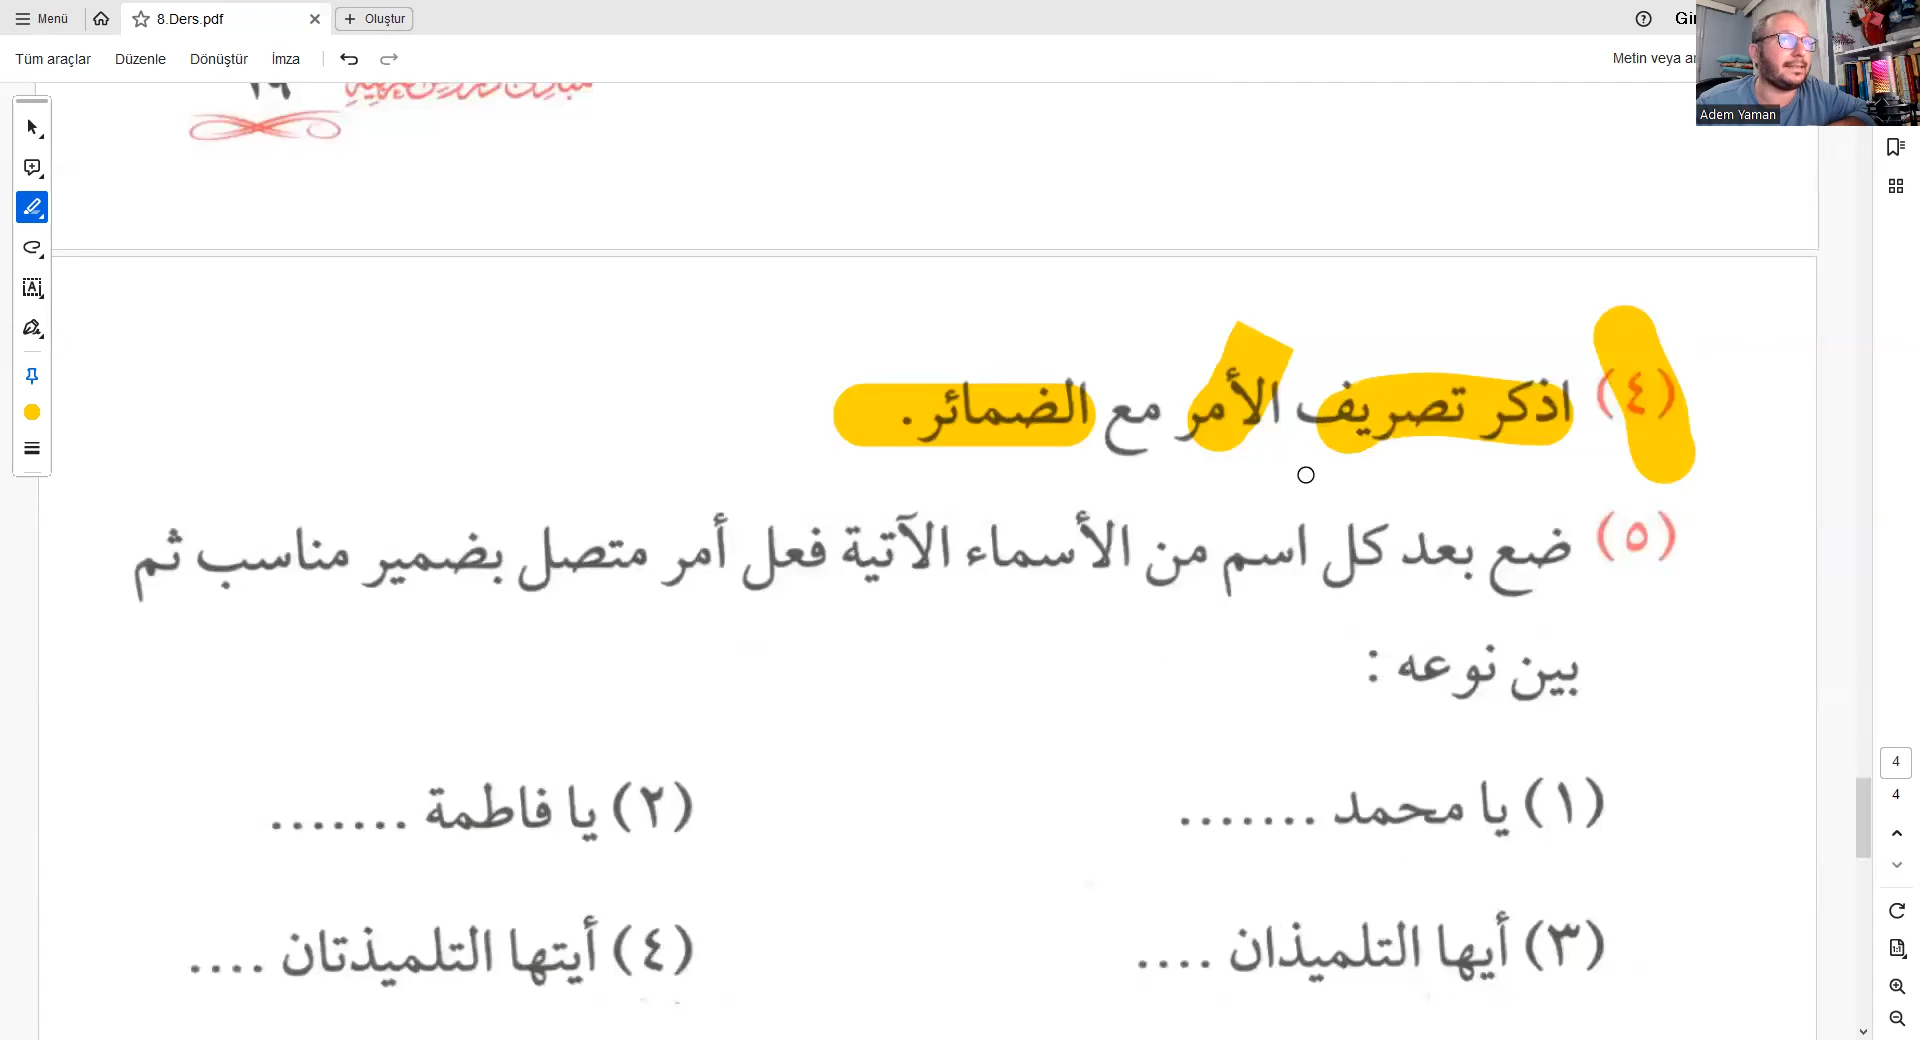 Menü
8.Ders.pdf
Oluştur
Gi
Tüm araçlar
Düzenle
Dönüştür
İmza
Metin veya
Adem Yaman
١٩
(٤) اذكر تصريف الأمر مع الضمائر.
(٥) ضع بعد كل اسم من الأسماء الآتية فعل أمر متصل بضمير مناسب ثم
بين نوعه :
(١) يا محمد .......
(٢) يا فاطمة .......
(٣) أيها التلميذان ....
(٤) أيتها التلميذتان ....
4
4